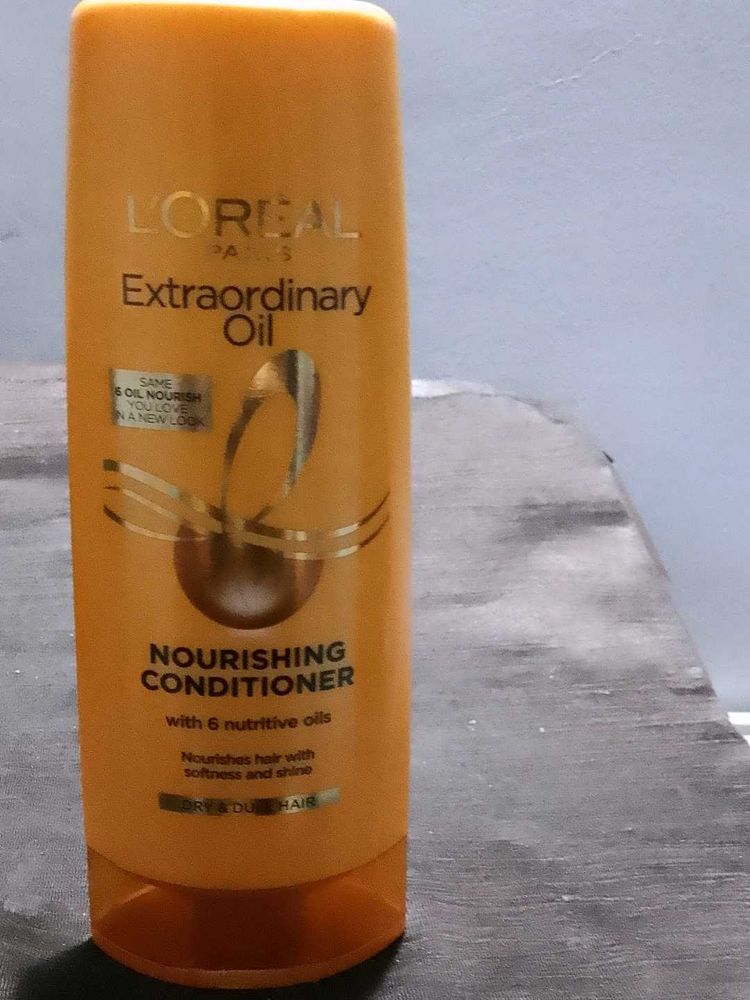 L'ORÉAL
PARIS
Extraordinary
Oil
SAME
6 OIL NOURISH
YOU LOVE
IN A NEW LOOK
NOURISHING
CONDITIONER
with 6 nutritive oils
Nourishes hair with
softness and shine
DRY & DULL HAIR